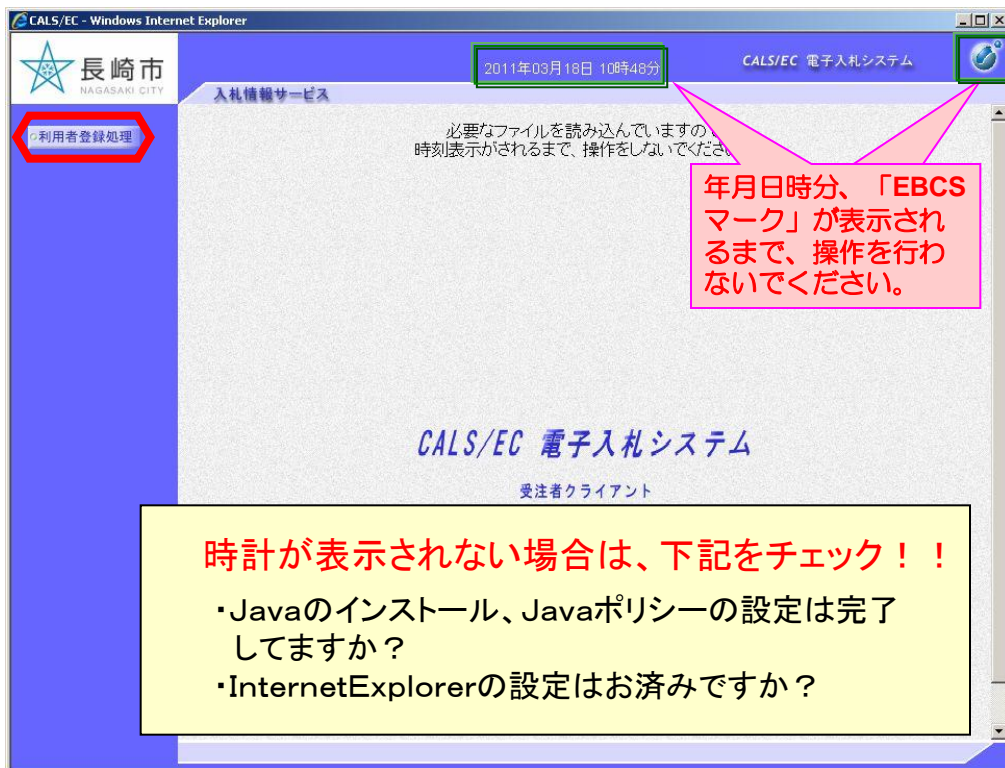 CALS/EC - Windows Internet Explorer
長崎市
NAGASAKI CITY
2011年03月18日 10時48分
CALS/EC 電子入札システム
入札情報サービス
利用者登録処理
必要なファイルを読み込んでいますの
時刻表示がされるまで、操作をしないでくださ
年月日時分、「EBCS
マーク」が表示され
るまで、操作を行わ
ないでください。
CALS/EC 電子入札システム
受注者クライアント
時計が表示されない場合は、下記をチェック！！
・Javaのインストール、Javaポリシーの設定は完了
してますか？
・InternetExplorerの設定はお済みですか？